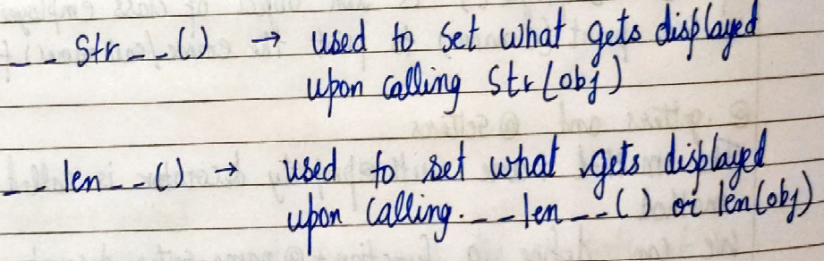 __str__() → used to set what gets displayed
upon calling str(obj)
__len__() → used to set what gets displayed
upon calling .__len__() or len(obj)